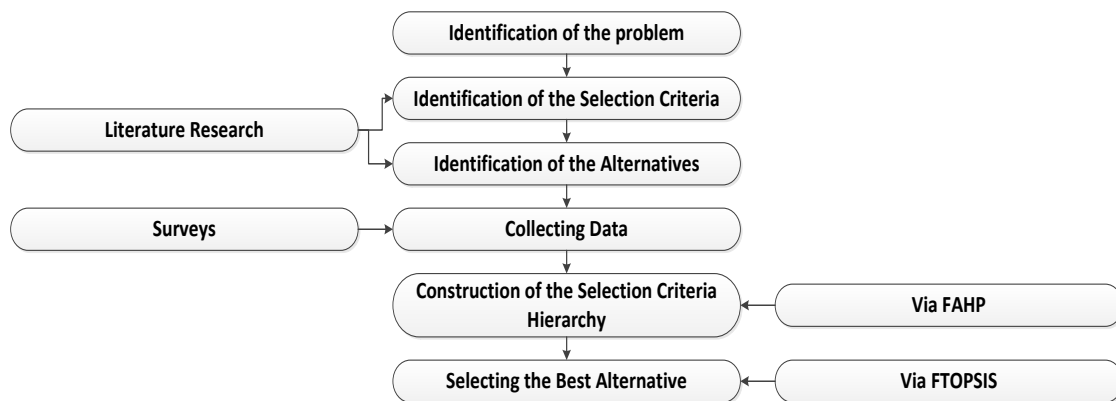 Identification of the problem
Identification of the Selection Criteria
Literature Research
Identification of the Alternatives
Surveys
Collecting Data
Construction of the Selection Criteria
Hierarchy
Via FAHP
Selecting the Best Alternative
Via FTOPSIS